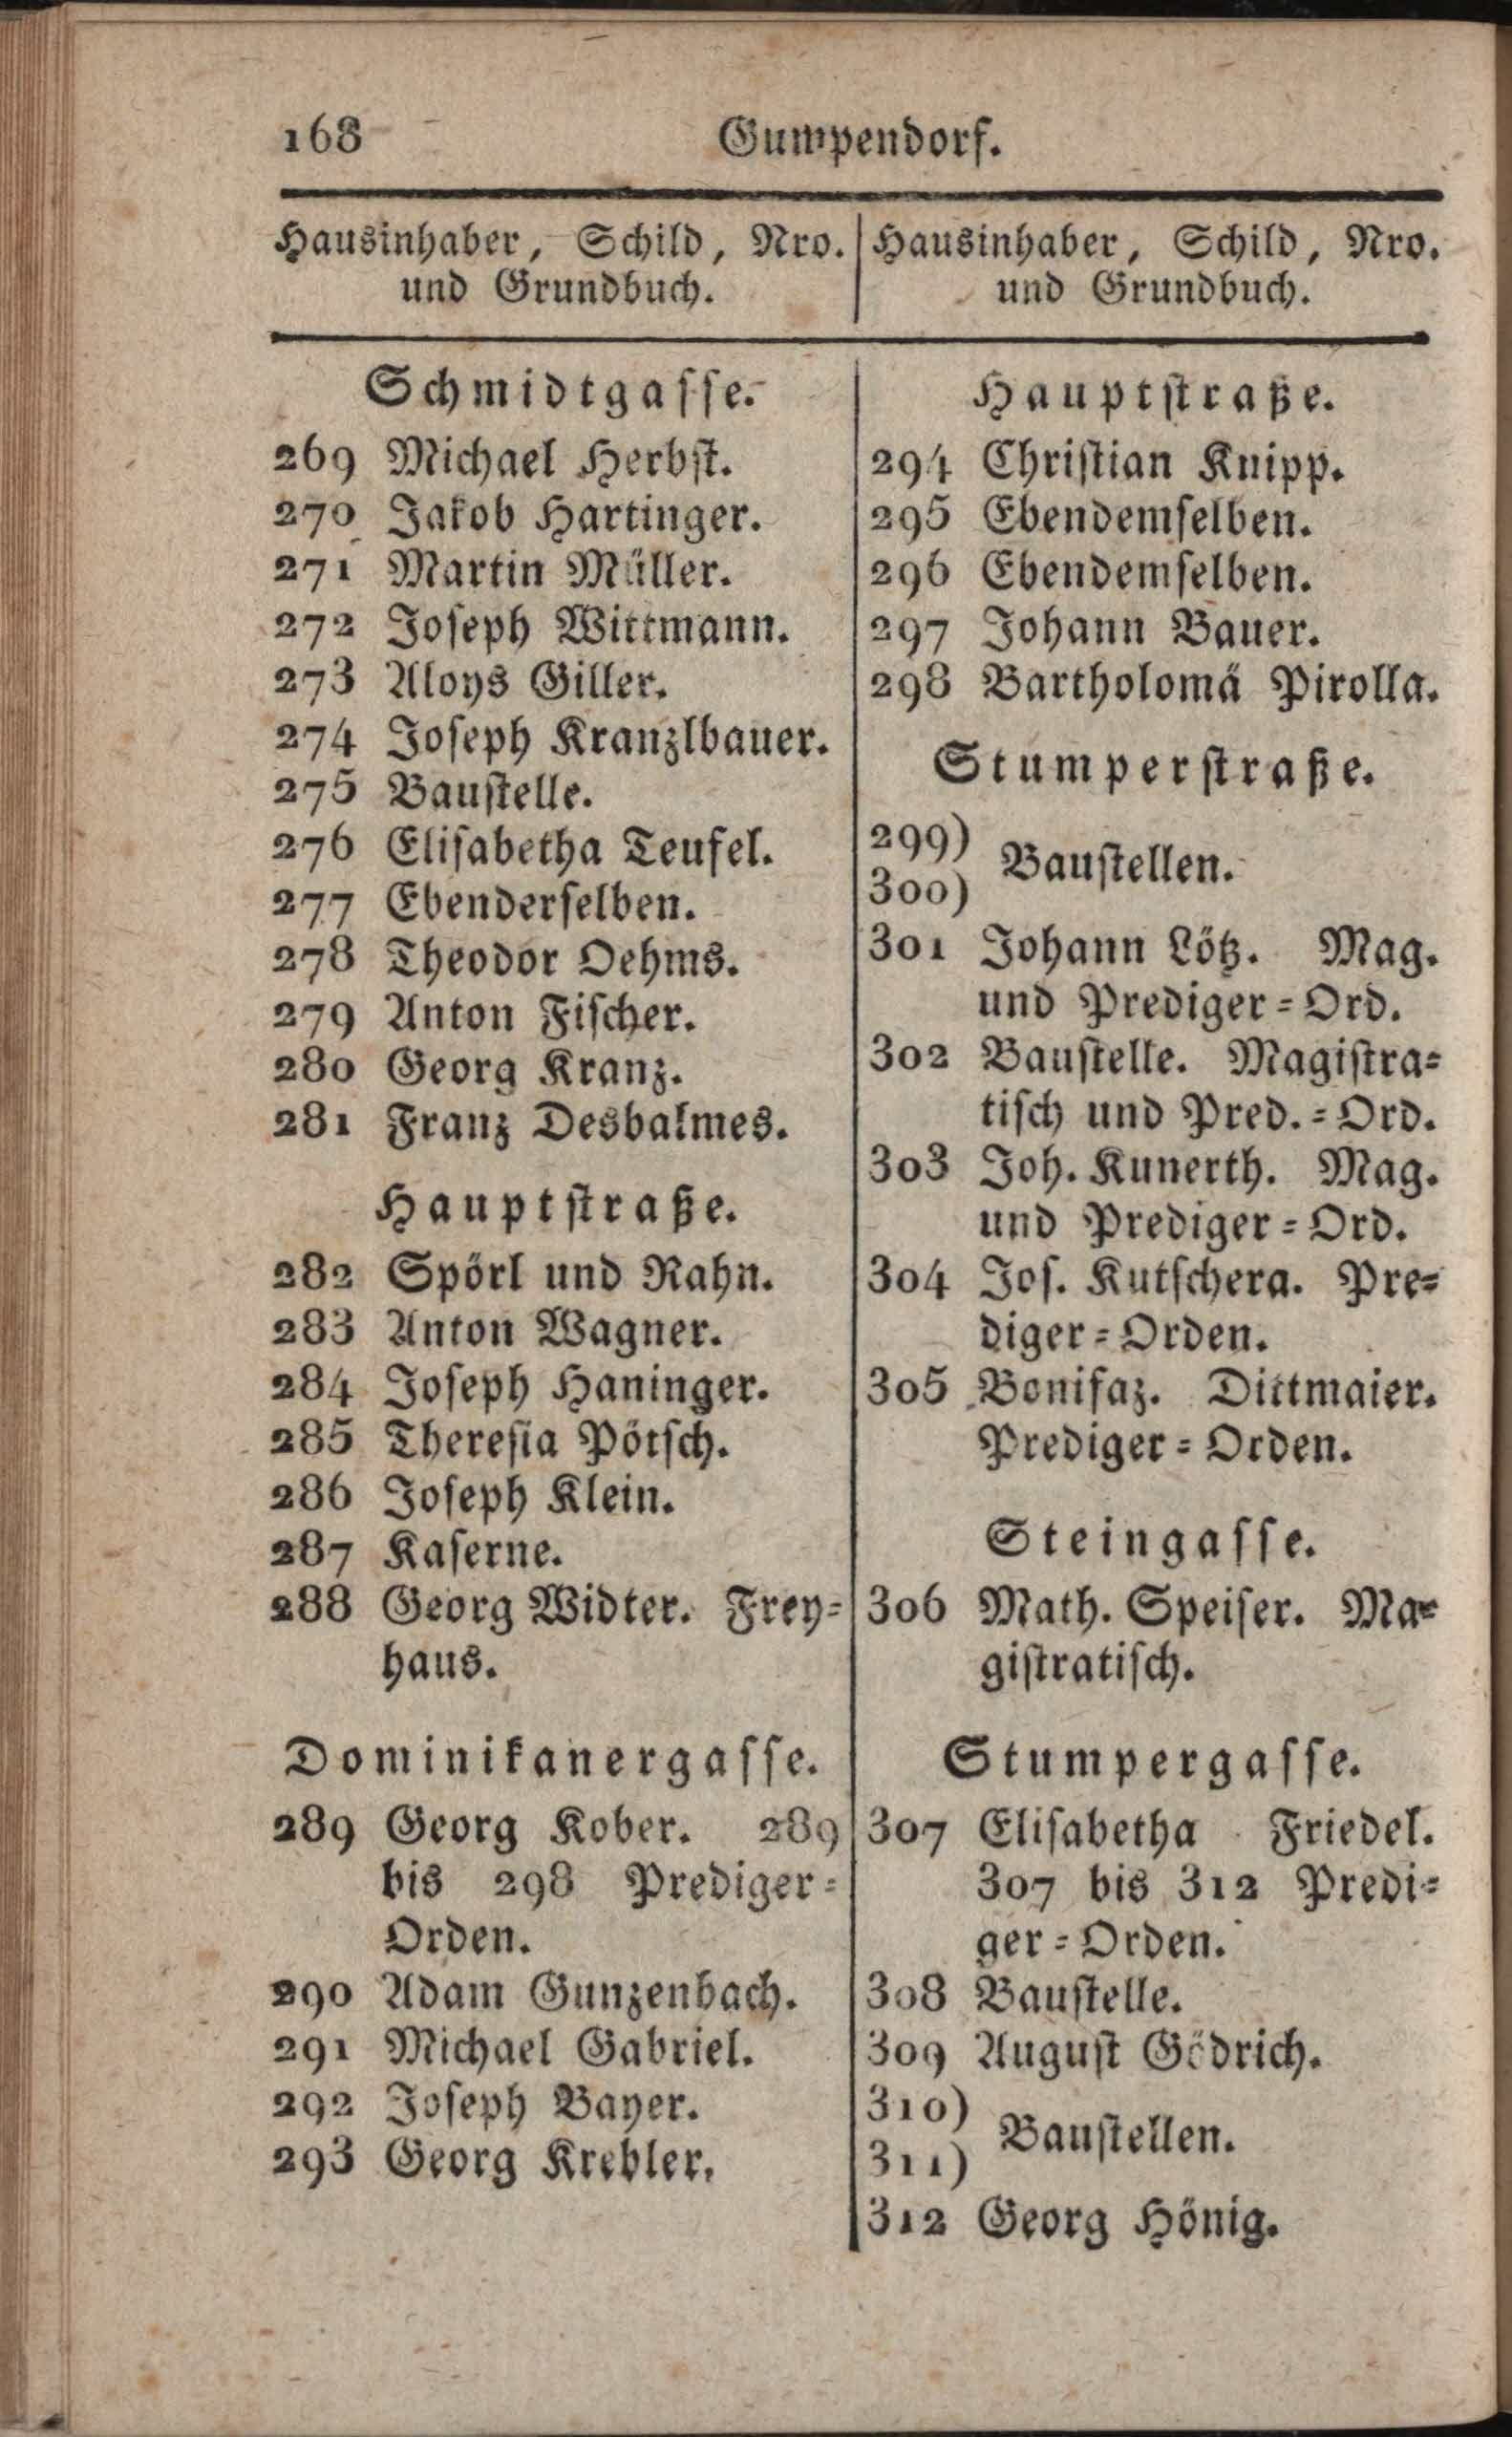 168 Gumpendorf.
Hausinhaber, Schild, Nro.
und Grundbuch.
Schmidtgasse.
269 Michael Herbst.
270 Jakob Hartinger.
271 Martin Müller.
272 Joseph Wittmann.
273 Aloys Giller.
274 Joseph Kranzlbauer.
275 Baustelle.
276 Elisabetha Teufel.
277 Ebenderselben.
278 Theodor Oehms.
279 Anton Fischer.
280 Georg Kranz.
281 Franz Desbalmes.
Hauptstraße.
282 Spörl und Rahn.
283 Anton Wagner.
284 Joseph Haninger.
285 Theresia Pötsch.
286 Joseph Klein.
287 Kaserne.
288 Georg Widter. Frey-
haus.
Dominikanergasse.
289 Georg Kober. 289
bis 298 Prediger-
Orden.
290 Adam Gunzenbach.
291 Michael Gabriel.
292 Joseph Bayer.
293 Georg Krebler.
Hausinhaber, Schild, Nro.
und Grundbuch.
Hauptstraße.
294 Christian Knipp.
295 Ebendemselben.
296 Ebendemselben.
297 Johann Bauer.
298 Bartholomä Pirolla.
Stumperstraße.
299)
Baustellen.
300)
301 Johann Lötz. Mag.
und Prediger-Ord.
302 Baustelle. Magistra-
tisch und Pred.-Ord.
303 Joh. Kunerth. Mag.
und Prediger-Ord.
304 Jos. Kutschera. Pre-
diger-Orden.
305 Bonifaz. Dittmaier.
Prediger-Orden.
Steingasse.
306 Math. Speiser. Ma-
gistratisch.
Stumpergasse.
307 Elisabetha Friedel.
307 bis 312 Predi-
ger-Orden.
308 Baustelle.
309 August Gödrich.
310)
Baustellen.
311)
312 Georg Hönig.